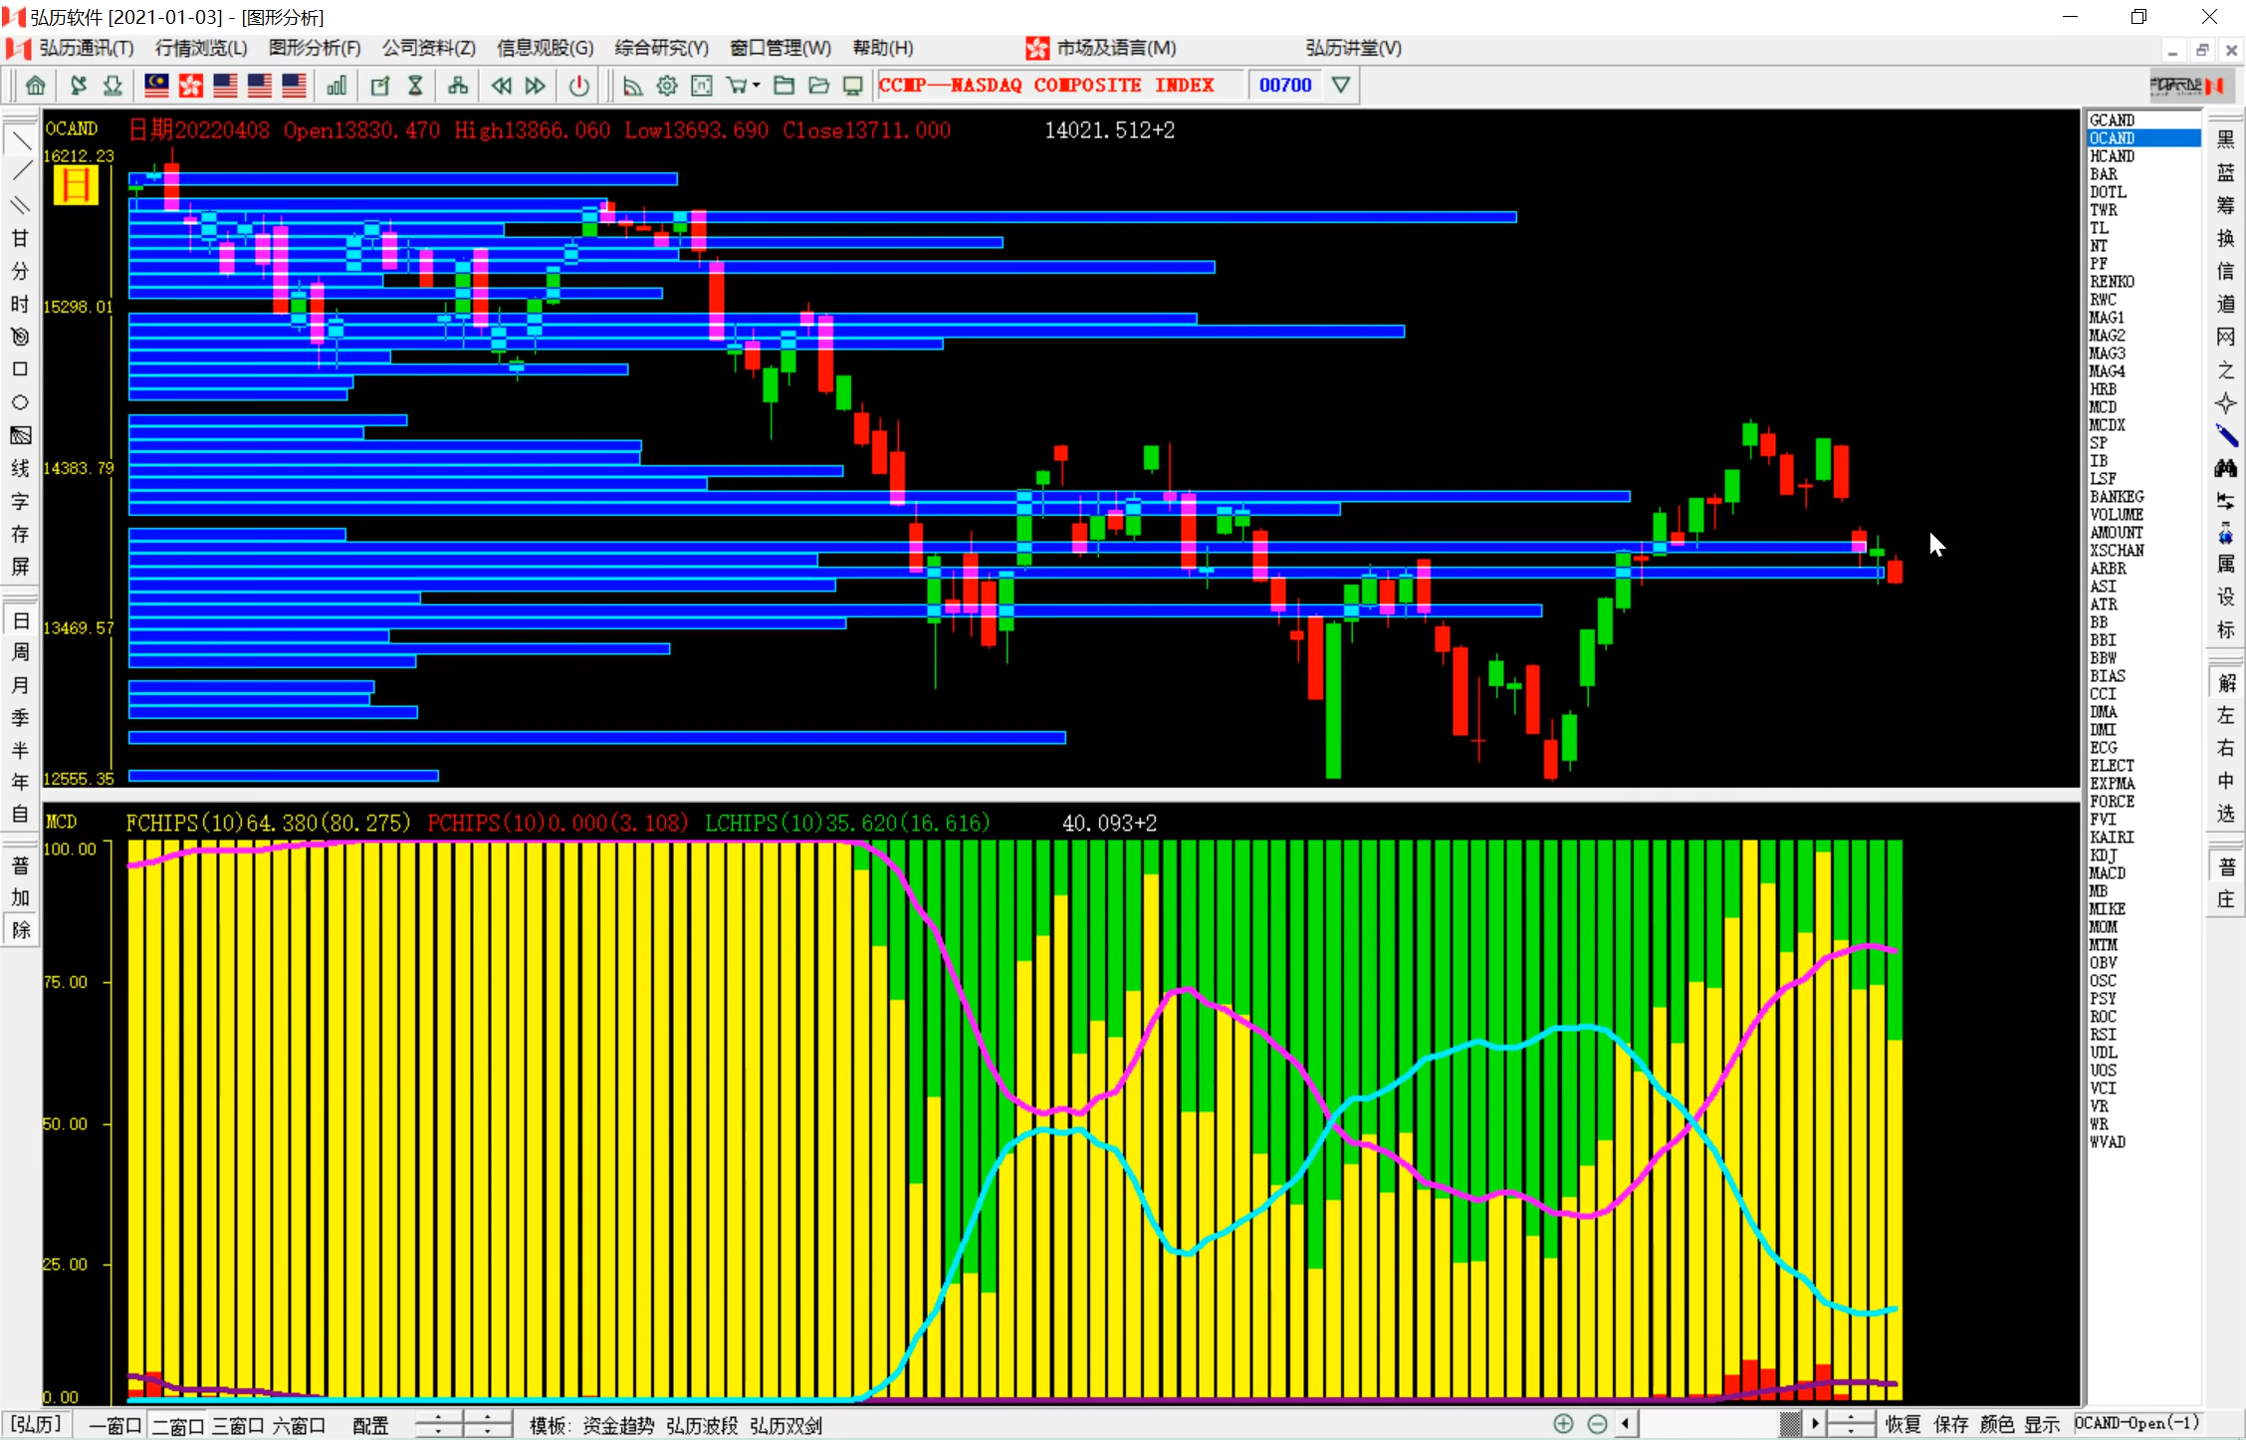 弘历软件 [2021-01-03] - [图形分析]
弘历通讯(T) 行情浏览(L) 图形分析(F) 公司资料(Z) 信息观股(G) 综合研究(Y) 窗口管理(W) 帮助(H) 市场及语言(M) 弘历讲堂(V)
CCMP——NASDAQ COMPOSITE INDEX 00700
OCAND 日期20220408 Open13830.470 High13866.060 Low13693.690 Close13711.000 14021.512+2
16212.23
日
15298.01
14383.79
13469.57
12555.35
MCD FCHIPS(10)64.380(80.275) PCHIPS(10)0.000(3.108) LCHIPS(10)35.620(16.616) 40.093+2
100.00
75.00
50.00
25.00
0.00
甘
分
时
线
字
存
屏
日
周
月
季
半
年
自
普
加
除
GCAND
OCAND
HCAND
BAR
DOTL
TWR
TL
NT
PF
RENKO
RWC
MAG1
MAG2
MAG3
MAG4
HRB
MCD
MCDX
SP
IB
LSF
BANKEG
VOLUME
AMOUNT
XSCHAN
ARBR
ASI
ATR
BB
BBI
BBW
BIAS
CCI
DMA
DMI
ECG
ELECT
EXPMA
FORCE
FVI
KAIRI
KDJ
MACD
MB
MIKE
MOM
MTM
OBV
OSC
PSY
ROC
RSI
UDL
UOS
VCI
VR
WR
WVAD
黑
蓝
筹
换
信
道
网
之
属
设
标
解
左
右
中
选
普
庄
[弘历] 一窗口 二窗口 三窗口 六窗口 配置 模板: 资金趋势 弘历波段 弘历双剑 恢复 保存 颜色 显示 OCAND-Open(-1)